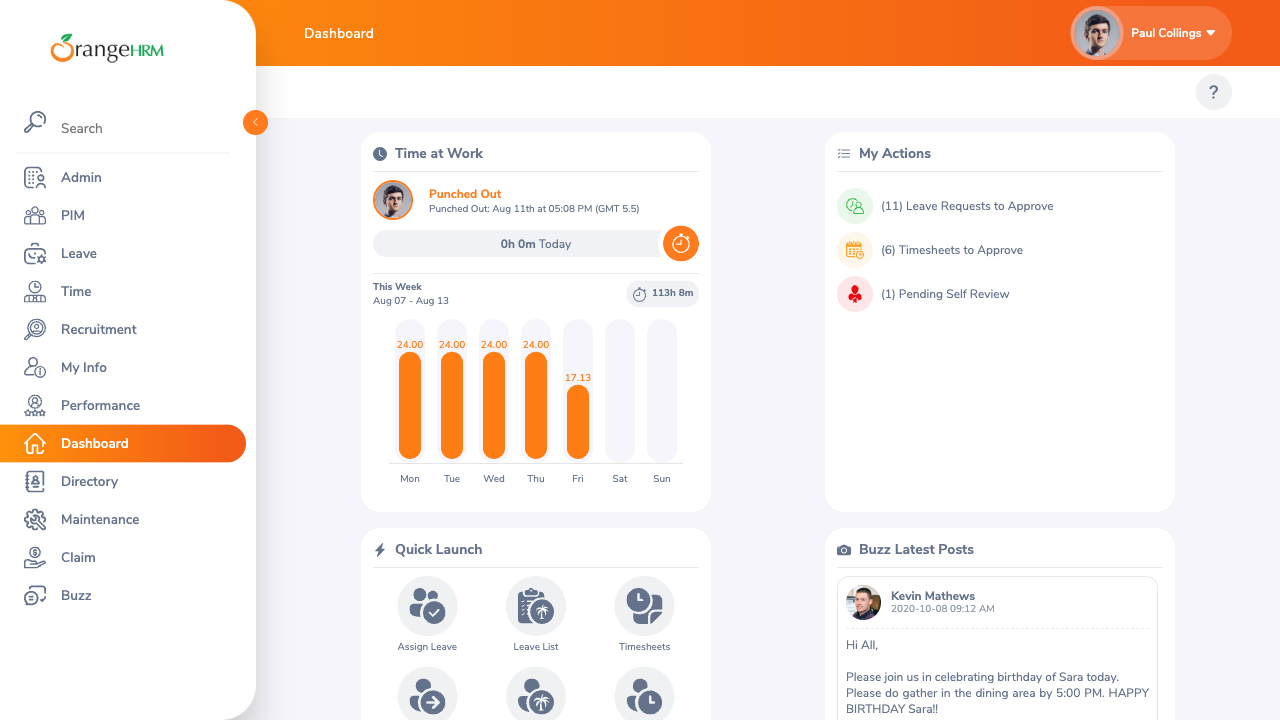 OrangeHRM
Search
Admin
PIM
Leave
Time
Recruitment
My Info
Performance
Dashboard
Directory
Maintenance
Claim
Buzz
Dashboard
Paul Collings
?
Time at Work
Punched Out
Punched Out: Aug 11th at 05:08 PM (GMT 5.5)
0h 0m Today
This Week
Aug 07 - Aug 13
113h 8m
24.00 24.00 24.00 24.00
17.13
Mon Tue Wed Thu Fri Sat Sun
My Actions
(11) Leave Requests to Approve
(6) Timesheets to Approve
(1) Pending Self Review
Quick Launch
Assign Leave Leave List Timesheets
Buzz Latest Posts
Kevin Mathews
2020-10-08 09:12 AM
Hi All,
Please join us in celebrating birthday of Sara today.
Please do gather in the dining area by 5:00 PM. HAPPY
BIRTHDAY Sara!!